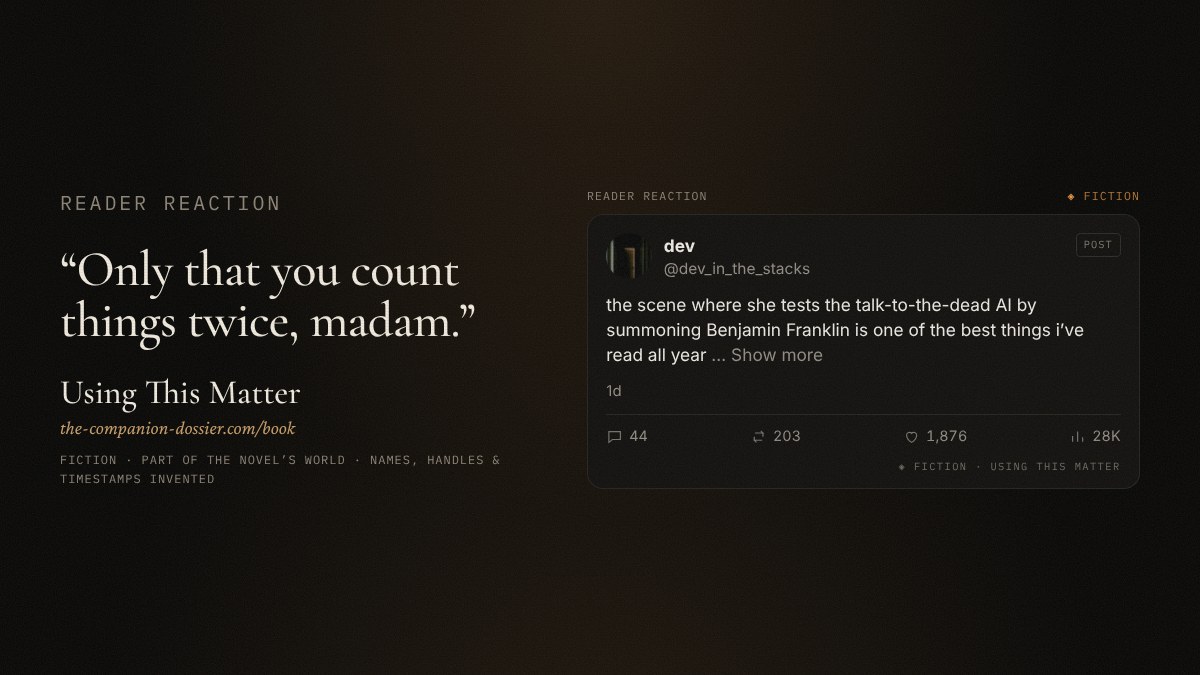 READER REACTION
“Only that you count
things twice, madam.”
Using This Matter
the-companion-dossier.com/book
FICTION · PART OF THE NOVEL’S WORLD · NAMES, HANDLES &
TIMESTAMPS INVENTED
READER REACTION
◈ FICTION
dev
@dev_in_the_stacks
POST
the scene where she tests the talk-to-the-dead AI by
summoning Benjamin Franklin is one of the best things i’ve
read all year ... Show more
1d
44 203 1,876 28K
◈ FICTION · USING THIS MATTER